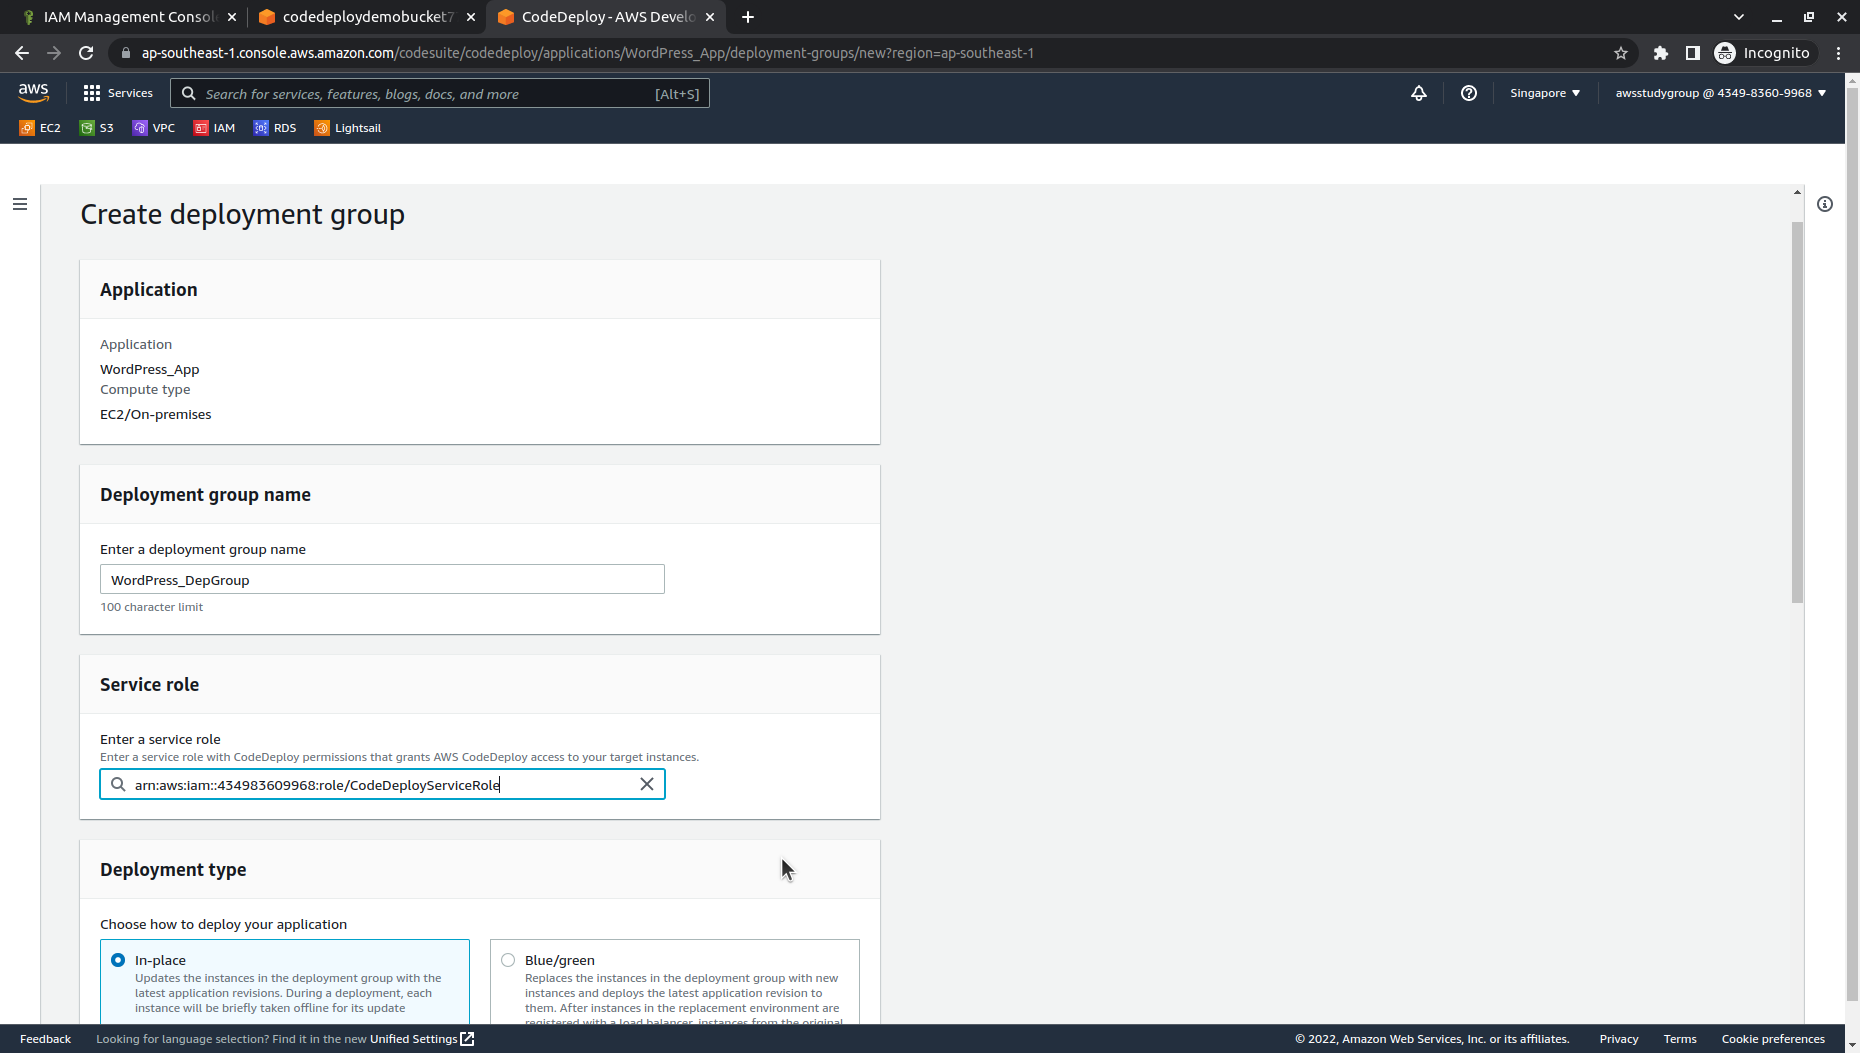 IAM Management Consol
codedeploydemobucket7
CodeDeploy - AWS Develo
ap-southeast-1.console.aws.amazon.com/codesuite/codedeploy/applications/WordPress_App/deployment-groups/new?region=ap-southeast-1
Incognito
aws
Services
Search for services, features, blogs, docs, and more
[Alt+S]
Singapore
awsstudygroup @ 4349-8360-9968
EC2
S3
VPC
IAM
RDS
Lightsail
Create deployment group
Application
Application
WordPress_App
Compute type
EC2/On-premises
Deployment group name
Enter a deployment group name
WordPress_DepGroup
100 character limit
Service role
Enter a service role
Enter a service role with CodeDeploy permissions that grants AWS CodeDeploy access to your target instances.
arn:aws:iam::434983609968:role/CodeDeployServiceRole
Deployment type
Choose how to deploy your application
In-place
Updates the instances in the deployment group with the
latest application revisions. During a deployment, each
instance will be briefly taken offline for its update
Blue/green
Replaces the instances in the deployment group with new
instances and deploys the latest application revision to
them. After instances in the replacement environment are
registered with a load balancer, instances from the original
Feedback
Looking for language selection? Find it in the new Unified Settings
© 2022, Amazon Web Services, Inc. or its affiliates.
Privacy
Terms
Cookie preferences